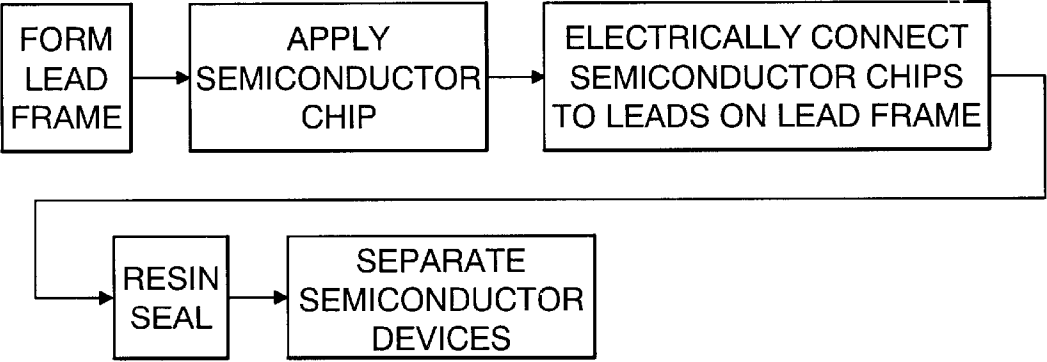 FORM
LEAD
FRAME
APPLY
SEMICONDUCTOR
CHIP
ELECTRICALLY CONNECT
SEMICONDUCTOR CHIPS
TO LEADS ON LEAD FRAME
RESIN
SEAL
SEPARATE
SEMICONDUCTOR
DEVICES